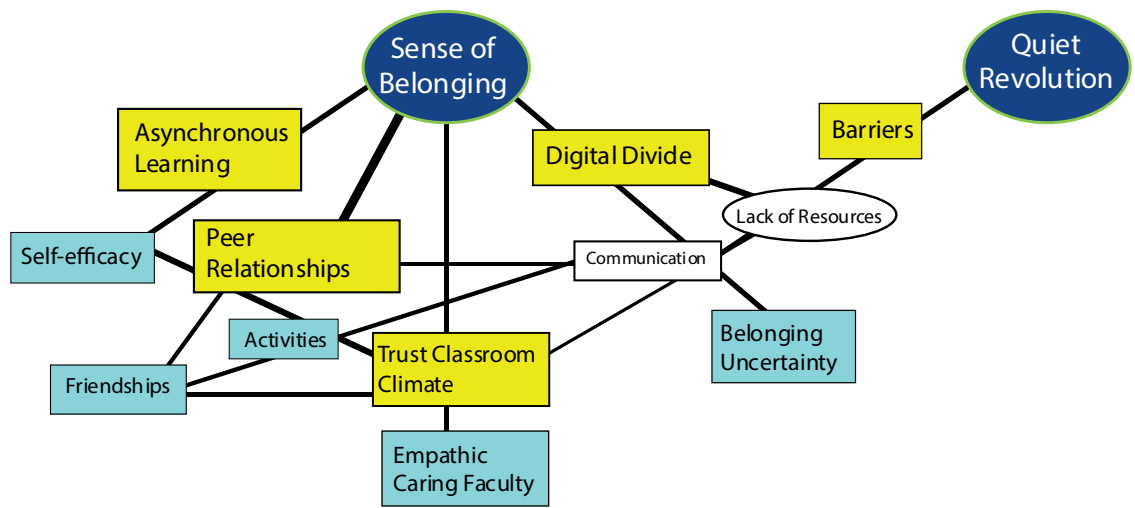 Sense of
Belonging
Quiet
Revolution
Asynchronous
Learning
Barriers
Digital Divide
Lack of Resources
Self-efficacy
Peer
Relationships
Communication
Activities
Belonging
Uncertainty
Trust Classroom
Climate
Friendships
Empathic
Caring Faculty